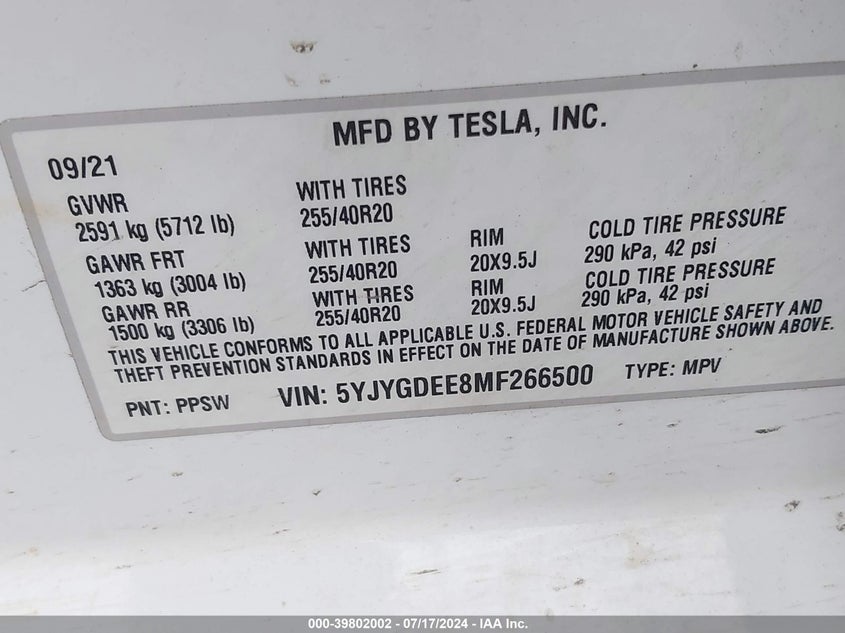 MFD BY TESLA, INC.
09/21
GVWR
2591 kg (5712 lb)
WITH TIRES
255/40R20
GAWR FRT
1363 kg (3004 lb)
WITH TIRES
255/40R20
RIM
20X9.5J
COLD TIRE PRESSURE
290 kPa, 42 psi
GAWR RR
1500 kg (3306 lb)
WITH TIRES
255/40R20
RIM
20X9.5J
COLD TIRE PRESSURE
290 kPa, 42 psi
THIS VEHICLE CONFORMS TO ALL APPLICABLE U.S. FEDERAL MOTOR VEHICLE SAFETY AND
THEFT PREVENTION STANDARDS IN EFFECT ON THE DATE OF MANUFACTURE SHOWN ABOVE.
PNT: PPSW VIN: 5YJYGDEE8MF266500 TYPE: MPV
000-39802002 - 07/17/2024 - IAA Inc.